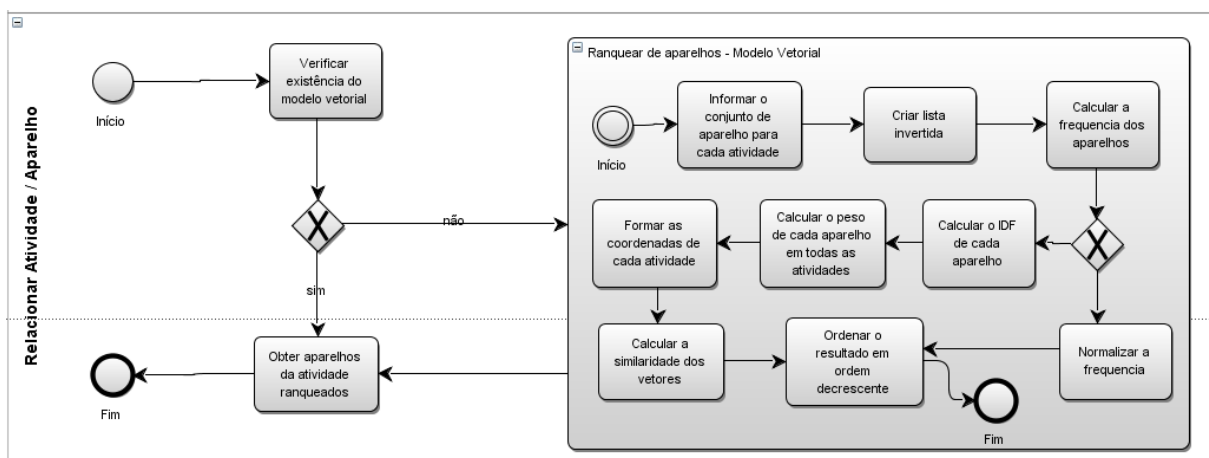 Relacionar Atividade / Aparelho
Início
Verificar
existência do
modelo vetorial
não
sim
Obter aparelhos
da atividade
ranqueados
Fim
Ranquear de aparelhos - Modelo Vetorial
Início
Informar o
conjunto de
aparelho para
cada atividade
Criar lista
invertida
Calcular a
frequencia dos
aparelhos
Formar as
coordenadas de
cada atividade
Calcular o peso
de cada aparelho
em todas as
atividades
Calcular o IDF
de cada
aparelho
Calcular a
similaridade dos
vetores
Ordenar o
resultado em
ordem
decrescente
Normalizar a
frequencia
Fim